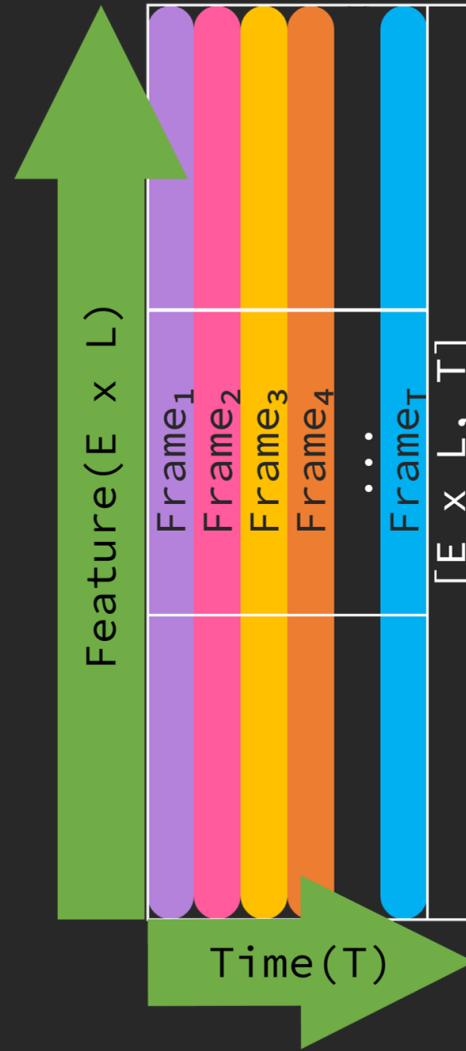 Feature(E x L)
Frame₁
Frame₂
Frame₃
Frame₄
...
Frame_T
[E x L, T]
Time(T)